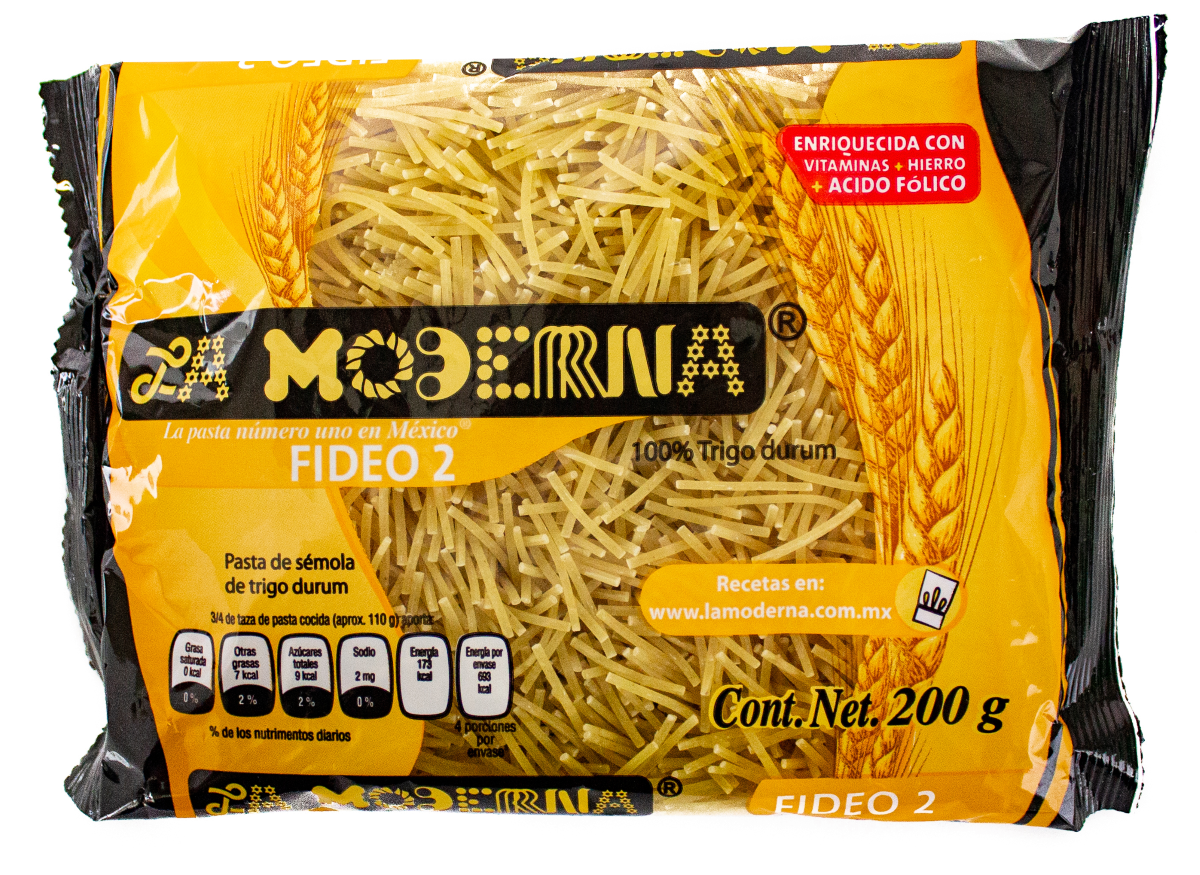 FIDEO 2
®
ENRIQUECIDA CON
VITAMINAS + HIERRO
+ ACIDO FÓLICO
LA MODERNA®
La pasta número uno en México®
FIDEO 2
100% Trigo durum
Pasta de sémola
de trigo durum
3/4 de taza de pasta cocida (aprox. 110 g) aporta:
Grasa
saturada
0 kcal
0 %
Otras
grasas
7 kcal
2 %
Azúcares
totales
9 kcal
2 %
Sodio
2 mg
0 %
Energía
173
kcal
Energía por
envase
693
kcal
4 porciones
por
envase*
% de los nutrimentos diarios
Recetas en:
www.lamoderna.com.mx
Cont. Net. 200 g
LA MODERNA®
FIDEO 2